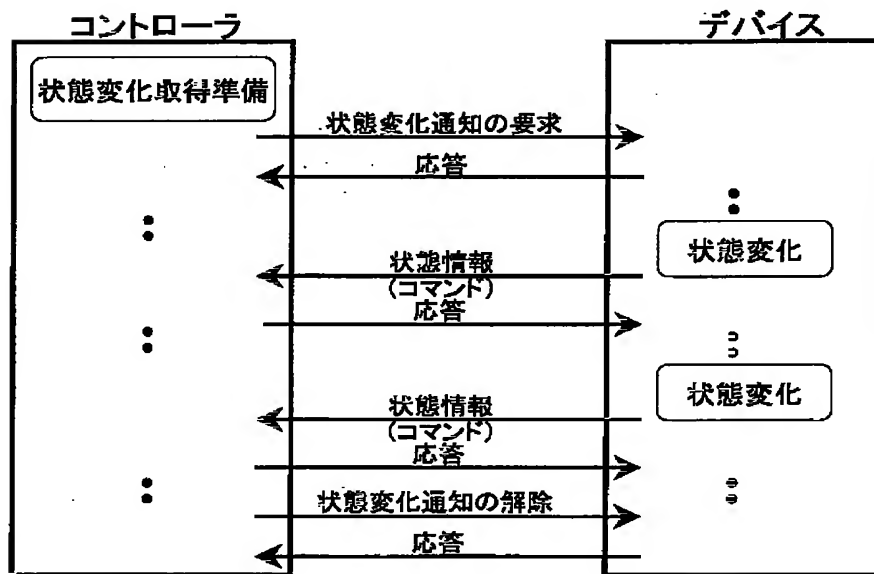 コントローラ
デバイス
状態変化取得準備
状態変化通知の要求
応答
状態変化
状態情報
(コマンド)
応答
状態変化
状態情報
(コマンド)
応答
状態変化通知の解除
応答